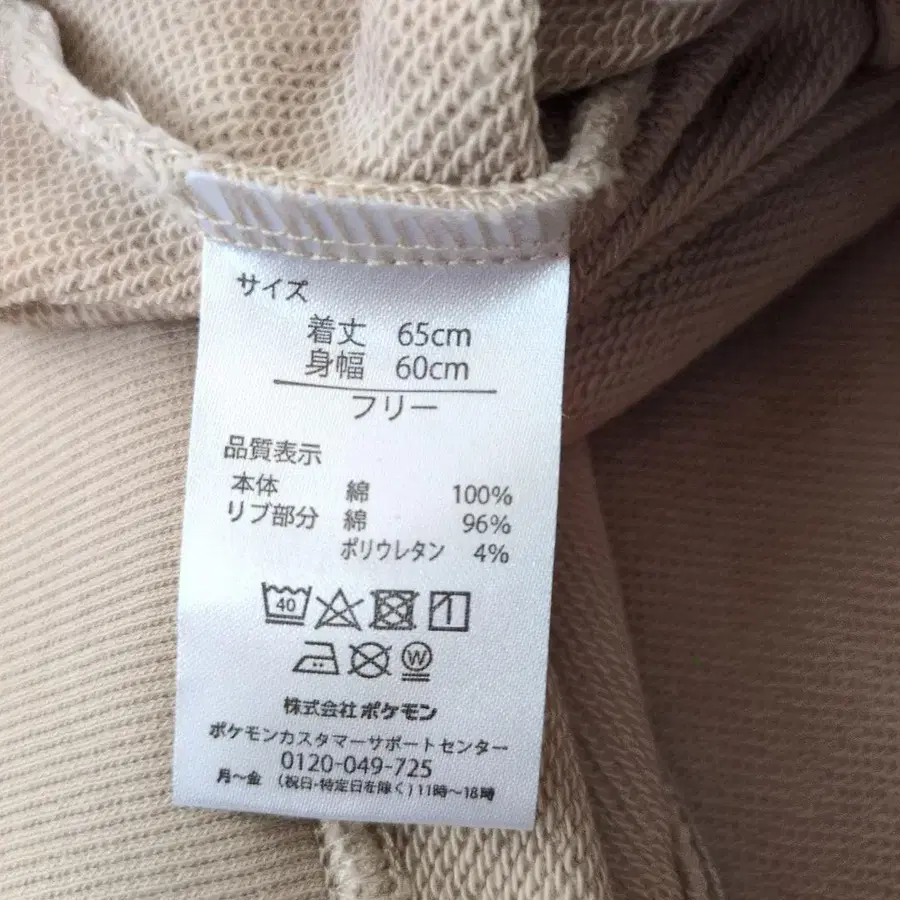 サイズ
着丈 65cm
身幅 60cm
フリー
品質表示
本体 綿 100%
リブ部分 綿 96%
ポリウレタン 4%
40
W
株式会社ポケモン
ポケモンカスタマーサポートセンター
0120-049-725
月～金 (祝日・特定日を除く) 11時～18時